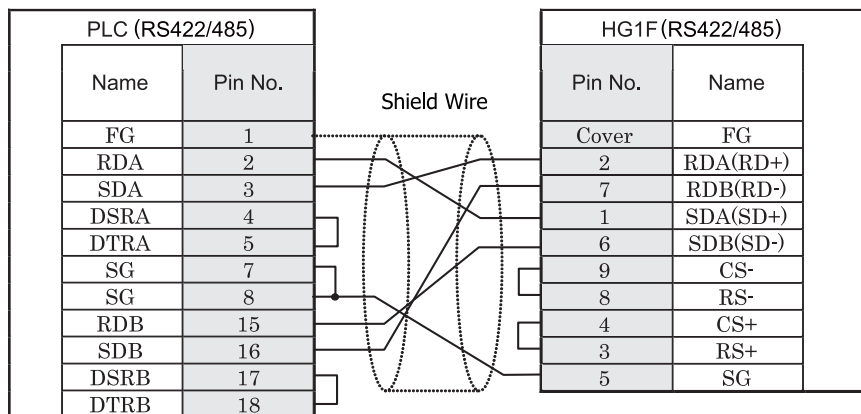 PLC (RS422/485)
Name Pin No.
FG 1
RDA 2
SDA 3
DSRA 4
DTRA 5
SG 7
SG 8
RDB 15
SDB 16
DSRB 17
DTRB 18
Shield Wire
HG1F(RS422/485)
Pin No. Name
Cover FG
2 RDA(RD+)
7 RDB(RD-)
1 SDA(SD+)
6 SDB(SD-)
9 CS-
8 RS-
4 CS+
3 RS+
5 SG